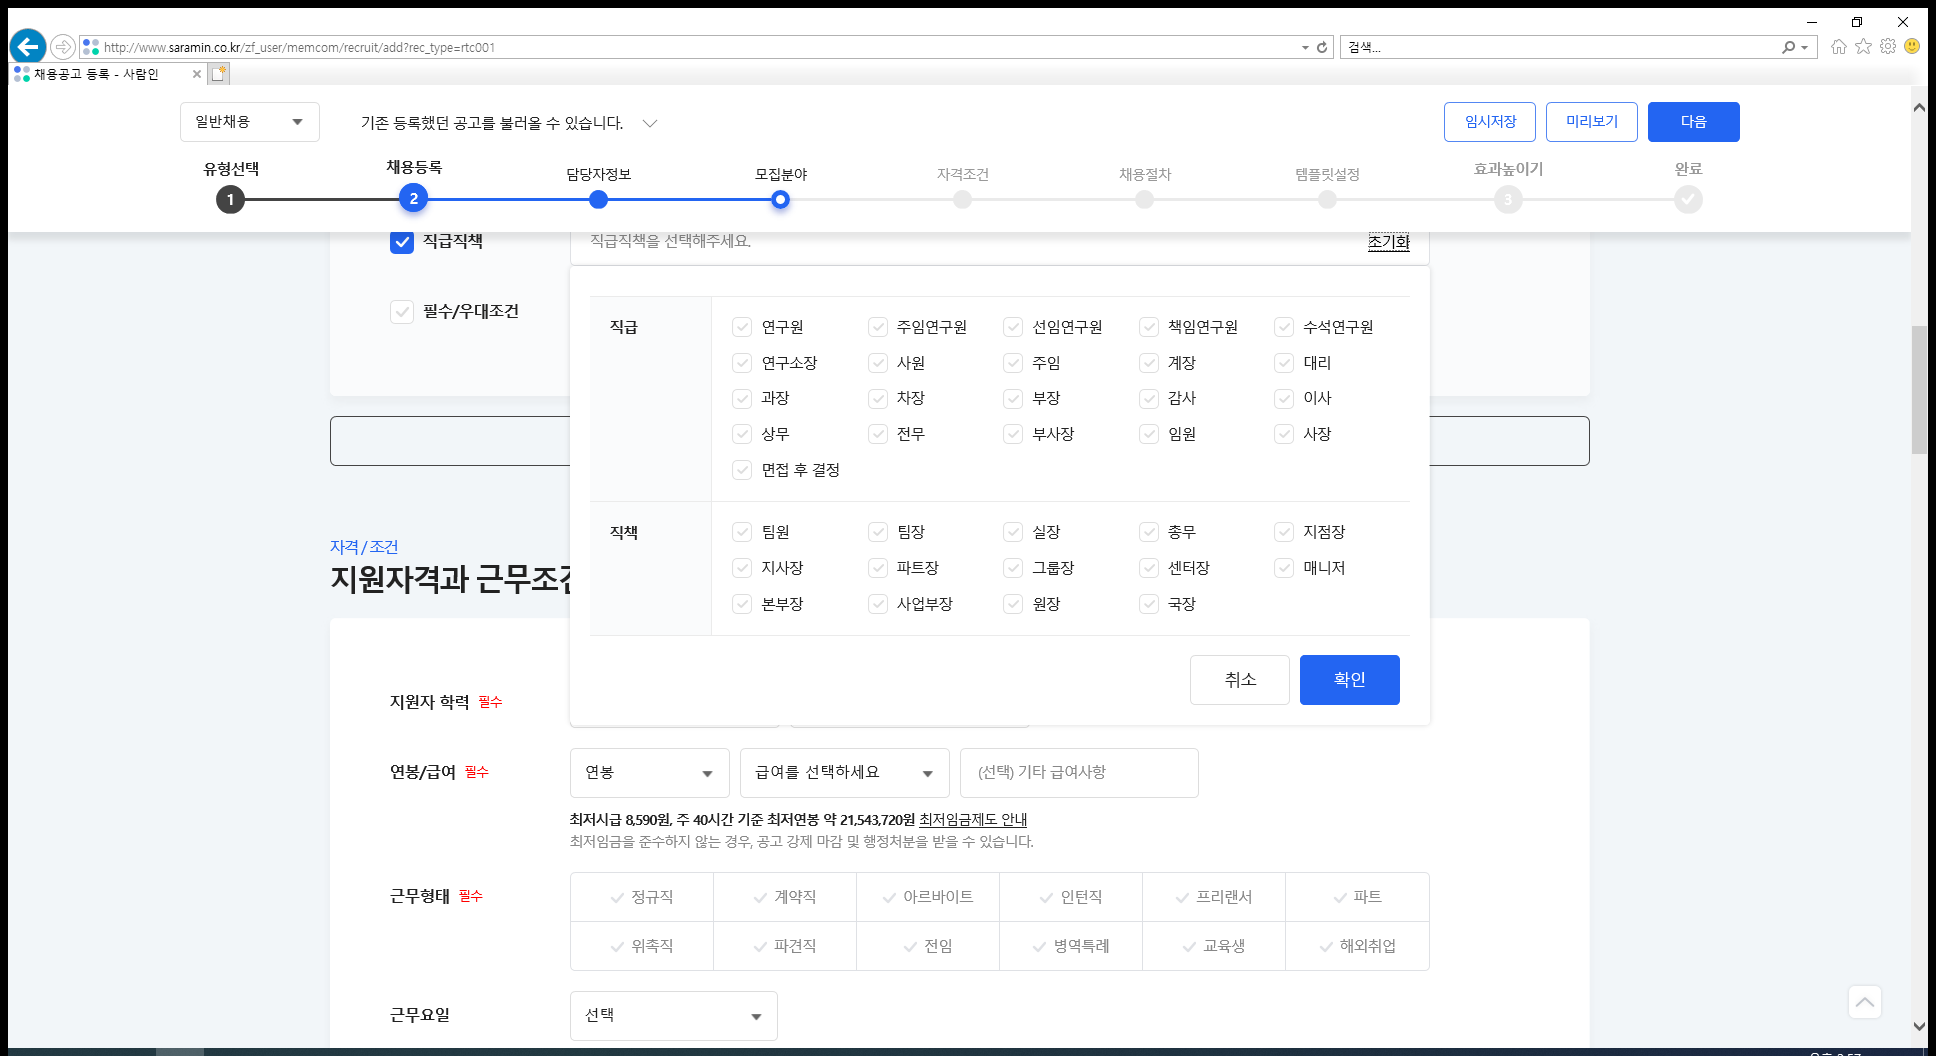 http://www.saramin.co.kr/zf_user/memcom/recruit/add?rec_type=rtc001
검색...
채용공고 등록 - 사람인
일반채용
기존 등록했던 공고를 불러올 수 있습니다.
임시저장 미리보기 다음
유형선택 채용등록 담당자정보 모집분야 자격조건 채용절차 템플릿설정 효과높이기 완료
1 2 3
직급직책 직급직책을 선택해주세요. 초기화
필수/우대조건
직급 연구원 주임연구원 선임연구원 책임연구원 수석연구원
연구소장 사원 주임 계장 대리
과장 차장 부장 감사 이사
상무 전무 부사장 임원 사장
면접 후 결정
직책 팀원 팀장 실장 총무 지점장
지사장 파트장 그룹장 센터장 매니저
본부장 사업부장 원장 국장
취소 확인
자격/조건
지원자격과 근무조건
지원자 학력 필수
연봉/급여 필수 연봉 급여를 선택하세요 (선택) 기타 급여사항
최저시급 8,590원, 주 40시간 기준 최저연봉 약 21,543,720원 최저임금제도 안내
최저임금을 준수하지 않는 경우, 공고 강제 마감 및 행정처분을 받을 수 있습니다.
근무형태 필수 정규직 계약직 아르바이트 인턴직 프리랜서 파트
위촉직 파견직 전임 병역특례 교육생 해외취업
근무요일 선택